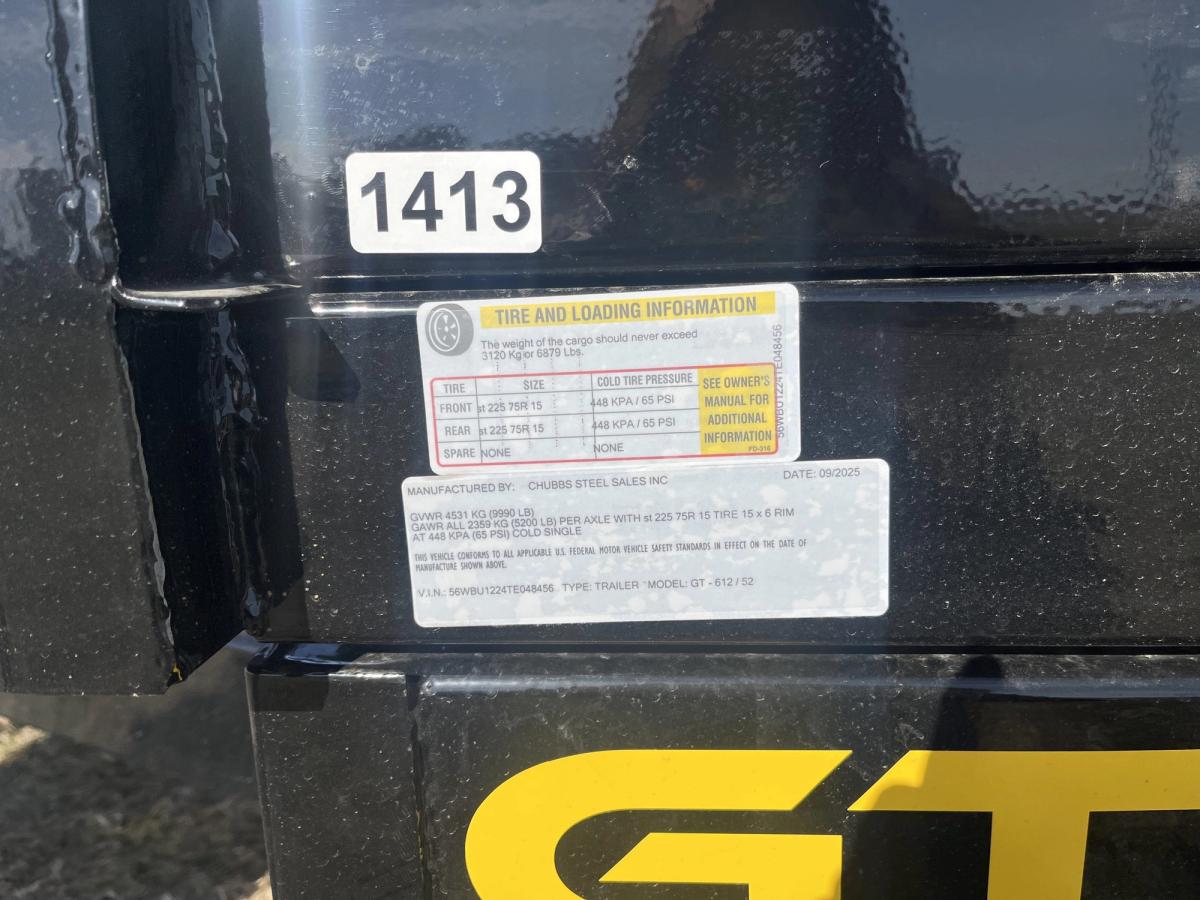 1413
TIRE AND LOADING INFORMATION
The weight of the cargo should never exceed
3120 Kg or 6879 Lbs.
TIRE SIZE COLD TIRE PRESSURE
FRONT st 225 75R 15 448 KPA / 65 PSI
REAR st 225 75R 15 448 KPA / 65 PSI
SPARE NONE NONE
SEE OWNER'S
MANUAL FOR
ADDITIONAL
INFORMATION
FD-316
56WBU1224TE048456
MANUFACTURED BY: CHUBBS STEEL SALES INC DATE: 09/2025
GVWR 4531 KG (9990 LB)
GAWR ALL 2359 KG (5200 LB) PER AXLE WITH st 225 75R 15 TIRE 15 x 6 RIM
AT 448 KPA (65 PSI) COLD SINGLE
THIS VEHICLE CONFORMS TO ALL APPLICABLE U.S. FEDERAL MOTOR VEHICLE SAFETY STANDARDS IN EFFECT ON THE DATE OF
MANUFACTURE SHOWN ABOVE.
V.I.N.: 56WBU1224TE048456 TYPE: TRAILER MODEL: GT - 612 / 52
GT